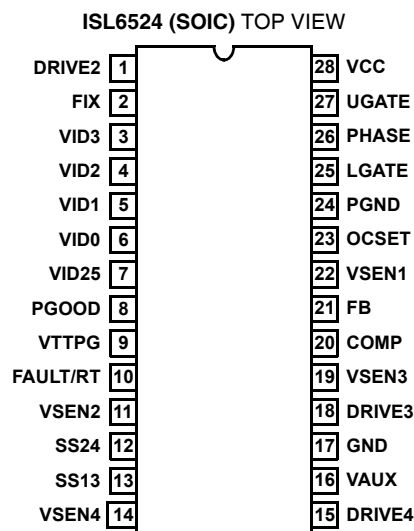 ISL6524 (SOIC) TOP VIEW
DRIVE2 1 28 VCC
FIX 2 27 UGATE
VID3 3 26 PHASE
VID2 4 25 LGATE
VID1 5 24 PGND
VID0 6 23 OCSET
VID25 7 22 VSEN1
PGOOD 8 21 FB
VTTPG 9 20 COMP
FAULT/RT 10 19 VSEN3
VSEN2 11 18 DRIVE3
SS24 12 17 GND
SS13 13 16 VAUX
VSEN4 14 15 DRIVE4